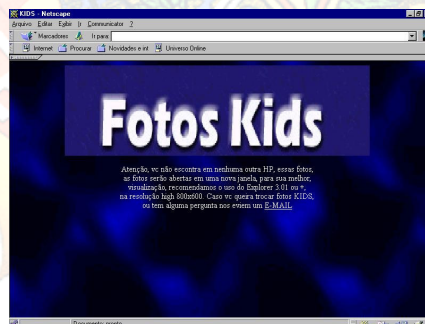 KIDS - Netscape
Arquivo Editar Exibir Ir Communicator ?
Marcadores Ir para:
Internet Procurar Novidades e int Universo Online
Fotos Kids
Atenção, vc não escontra em nenhuma outra HP, essas fotos,
as fotos serão abertas em uma nova janela, para sua melhor,
visualização, recomendamos o uso do Explorer 3.01 ou +,
na resolução high 800x600. Caso vc queira trocar fotos KIDS,
ou tem alguma pergunta nos eviem um E-MAIL
Documento: pronto